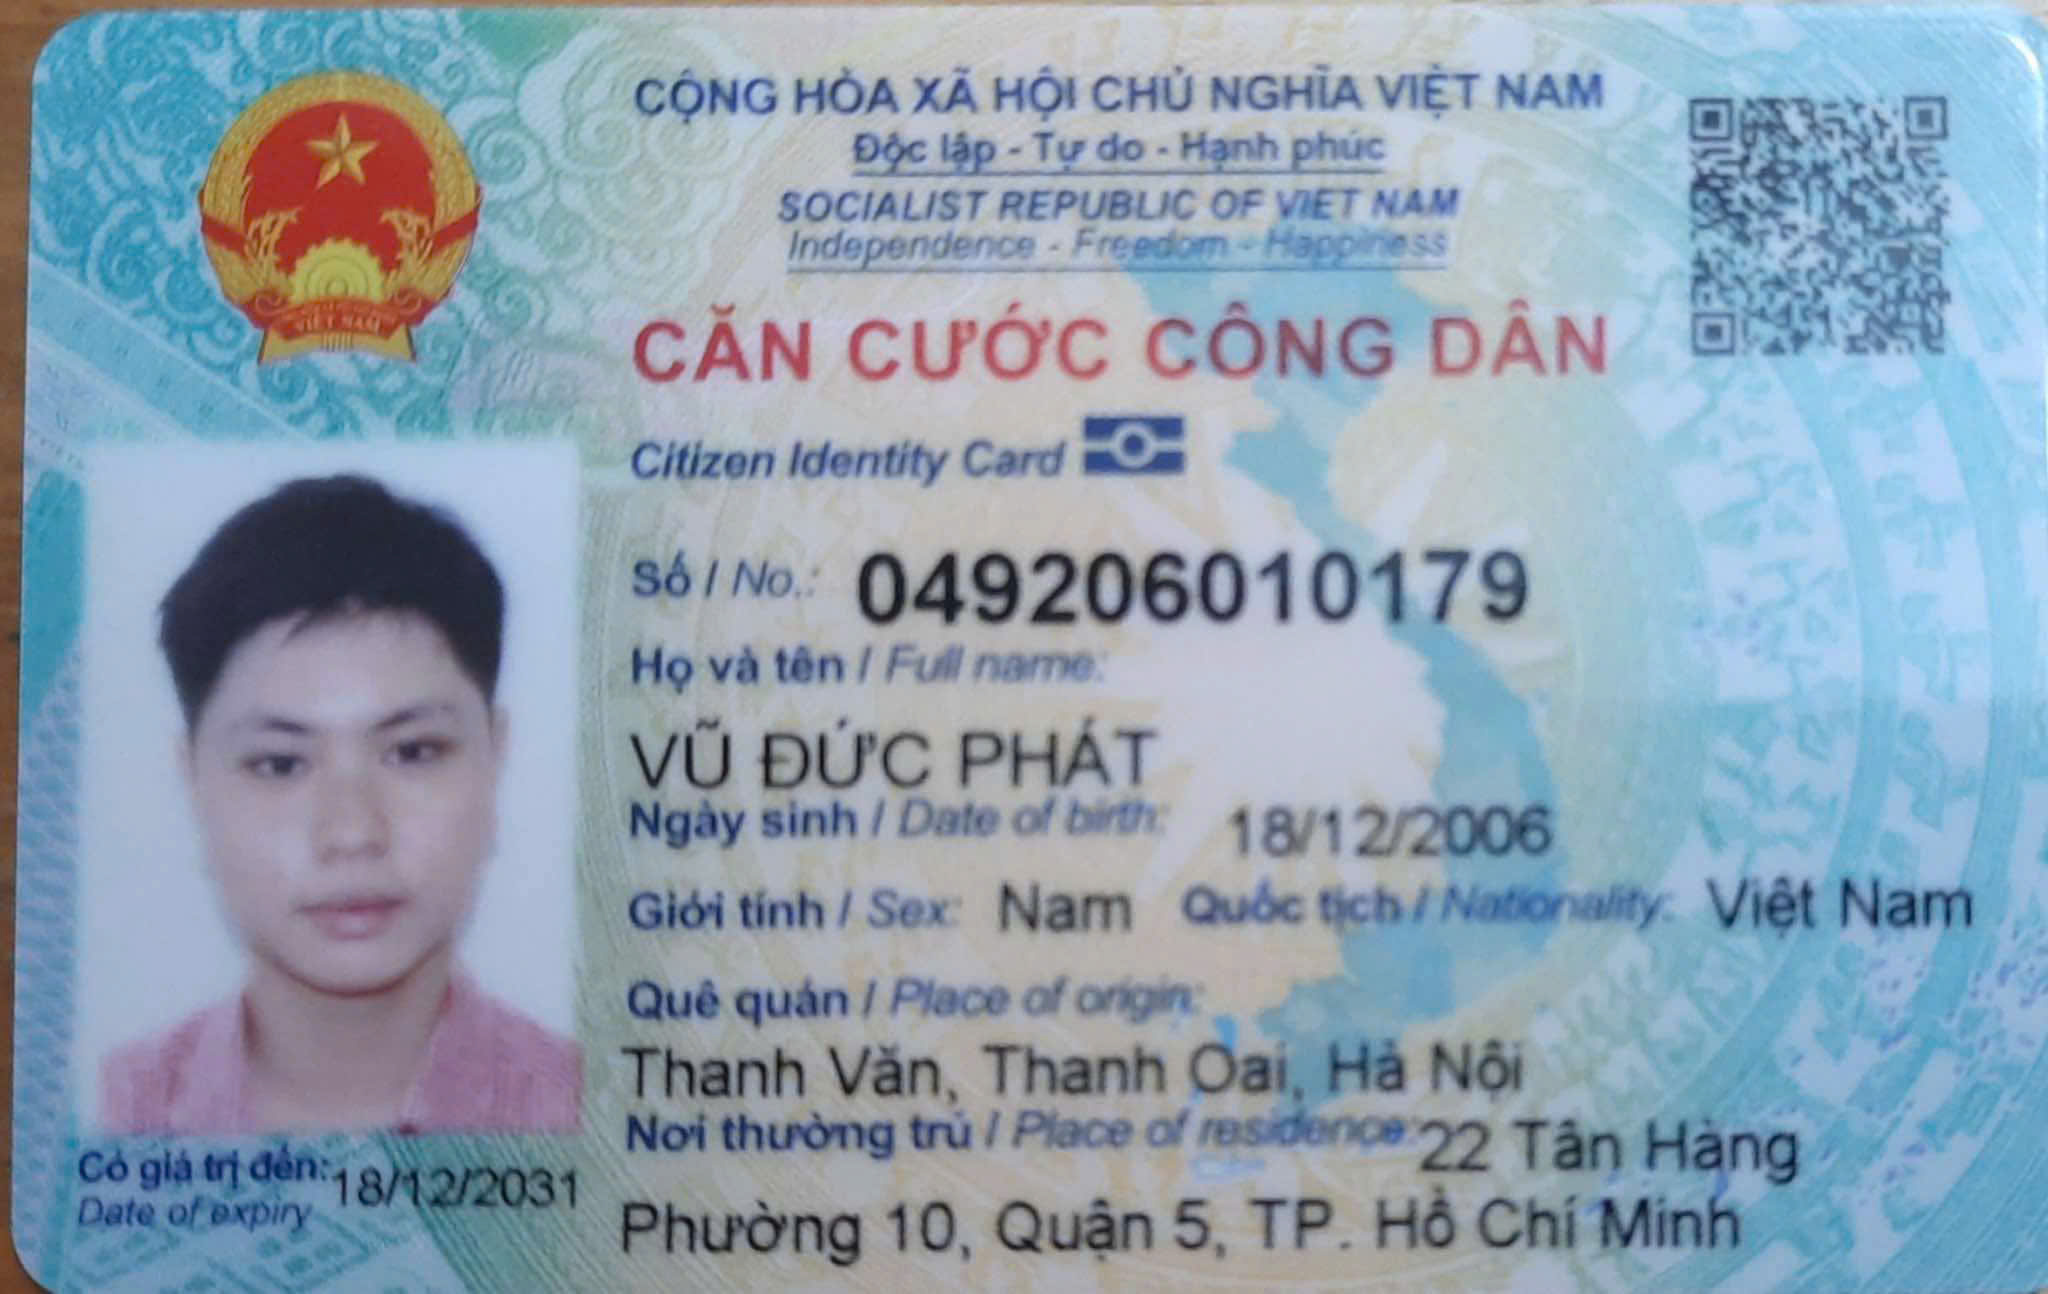 CỘNG HÒA XÃ HỘI CHỦ NGHĨA VIỆT NAM
Độc lập - Tự do - Hạnh phúc
SOCIALIST REPUBLIC OF VIET NAM
Independence - Freedom - Happiness
CĂN CƯỚC CÔNG DÂN
Citizen Identity Card
Số / No.: 049206010179
Họ và tên / Full name:
VŨ ĐỨC PHÁT
Ngày sinh / Date of birth: 18/12/2006
Giới tính / Sex: Nam Quốc tịch / Nationality: Việt Nam
Quê quán / Place of origin:
Thanh Văn, Thanh Oai, Hà Nội
Nơi thường trú / Place of residence: 22 Tân Hàng
Phường 10, Quận 5, TP. Hồ Chí Minh
Có giá trị đến: 18/12/2031
Date of expiry
VIỆT NAM